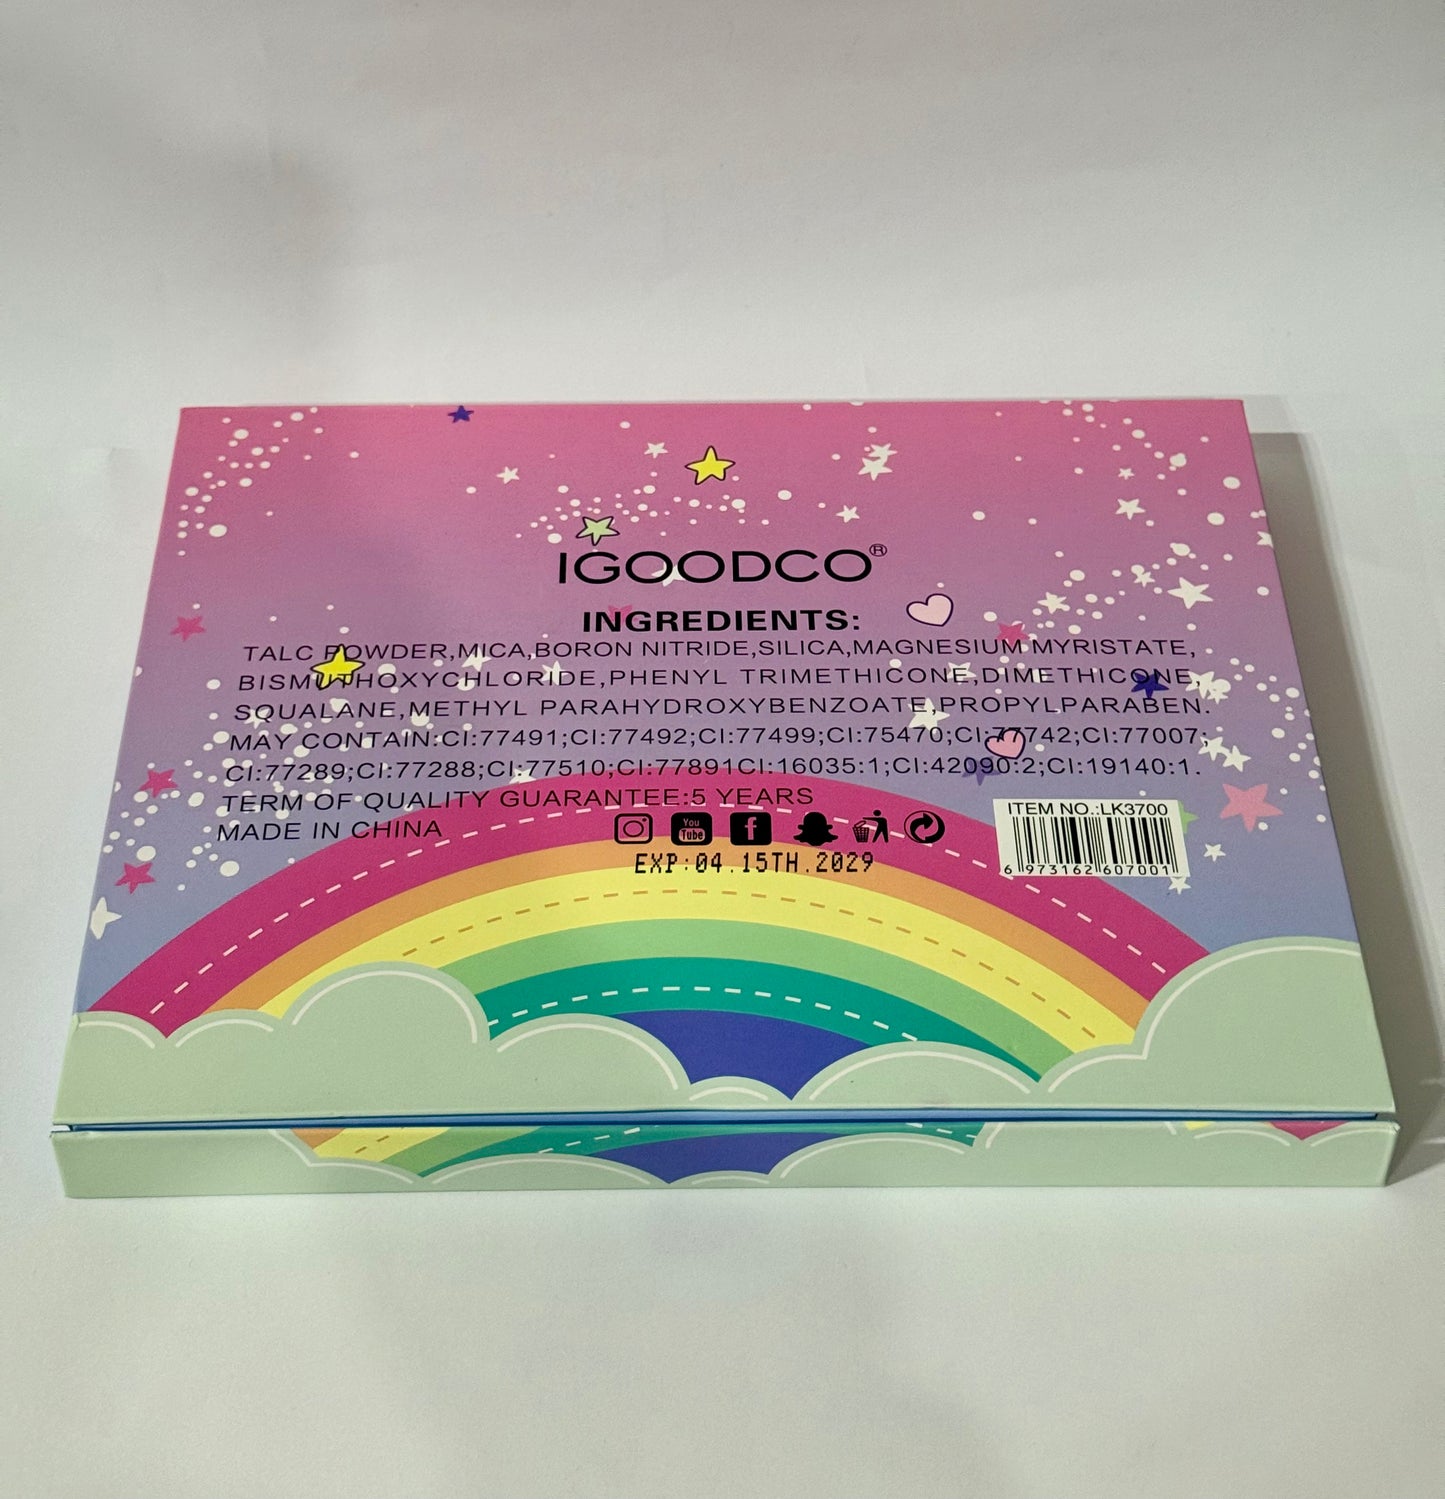 IGOODCO®
INGREDIENTS:
TALC POWDER,MICA,BORON NITRIDE,SILICA,MAGNESIUM MYRISTATE,
BISMUTHOXYCHLORIDE,PHENYL TRIMETHICONE,DIMETHICONE,
SQUALANE,METHYL PARAHYDROXYBENZOATE,PROPYLPARABEN.
MAY CONTAIN:CI:77491;CI:77492;CI:77499;CI:75470;CI:77742;CI:77007;
CI:77289;CI:77288;CI:77510;CI:77891CI:16035:1;CI:42090:2;CI:19140:1.
TERM OF QUALITY GUARANTEE:5 YEARS
MADE IN CHINA
You Tube
EXP:04.15TH.2029
ITEM NO.:LK3700
6 973162 607001